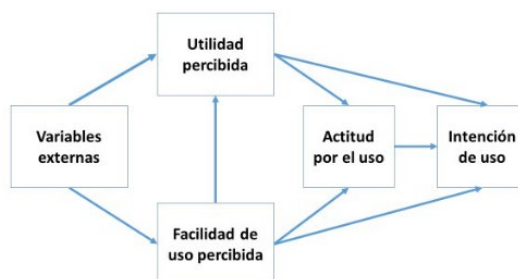 Utilidad
percibida
Variables
externas
Actitud
por el uso
Intención
de uso
Facilidad de
uso percibida